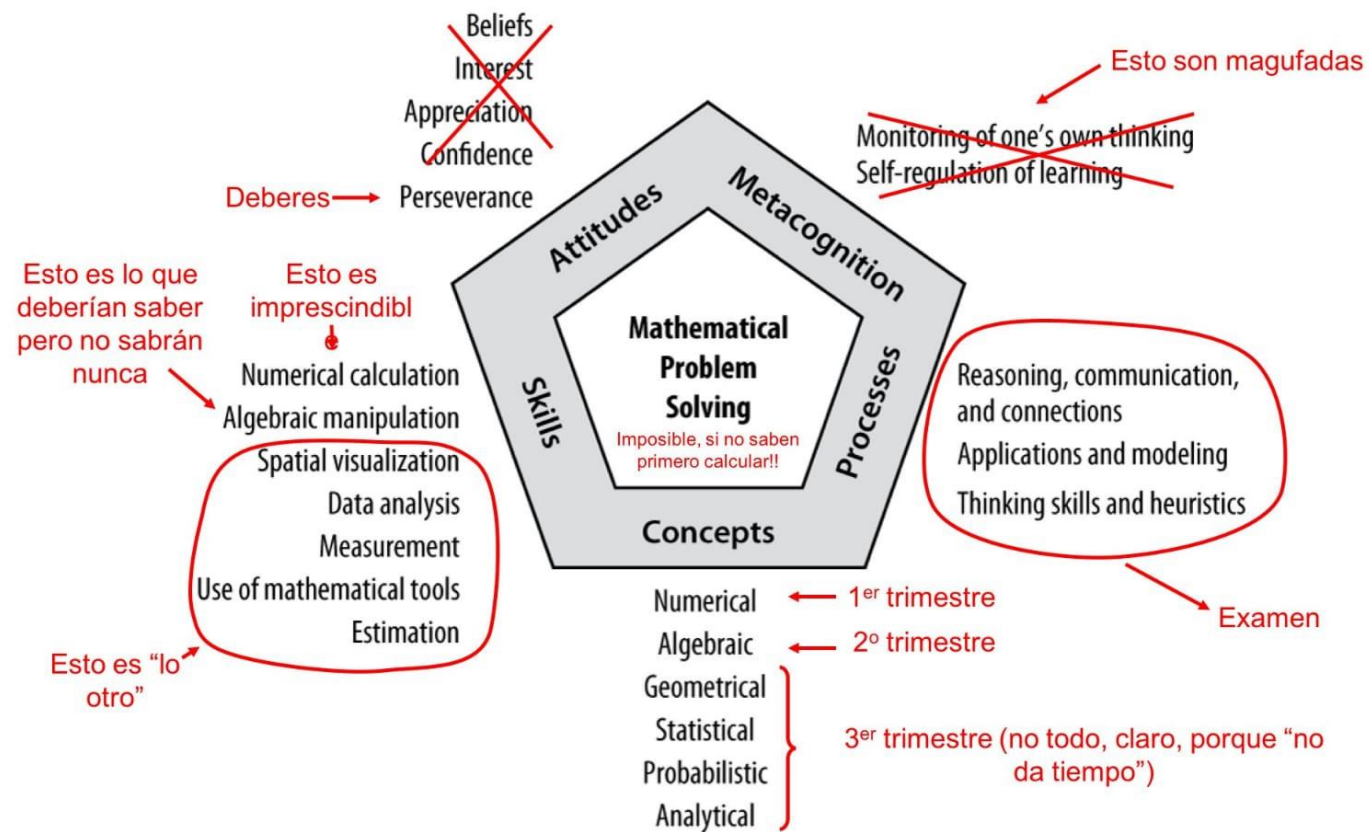 Beliefs
Interest
Appreciation
Confidence
Deberes
Perseverance
Esto son magufadas
Monitoring of one's own thinking
Self-regulation of learning
Attitudes
Metacognition
Esto es lo que
deberían saber
pero no sabrán
nunca
Esto es
imprescindibl
e
Numerical calculation
Algebraic manipulation
Spatial visualization
Data analysis
Measurement
Use of mathematical tools
Estimation
Esto es “lo
otro”
Skills
Mathematical
Problem
Solving
Imposible, si no saben
primero calcular!!
Processes
Reasoning, communication,
and connections
Applications and modeling
Thinking skills and heuristics
Examen
Concepts
Numerical
1er trimestre
Algebraic
2º trimestre
Geometrical
Statistical
Probabilistic
Analytical
3er trimestre (no todo, claro, porque “no
da tiempo”)